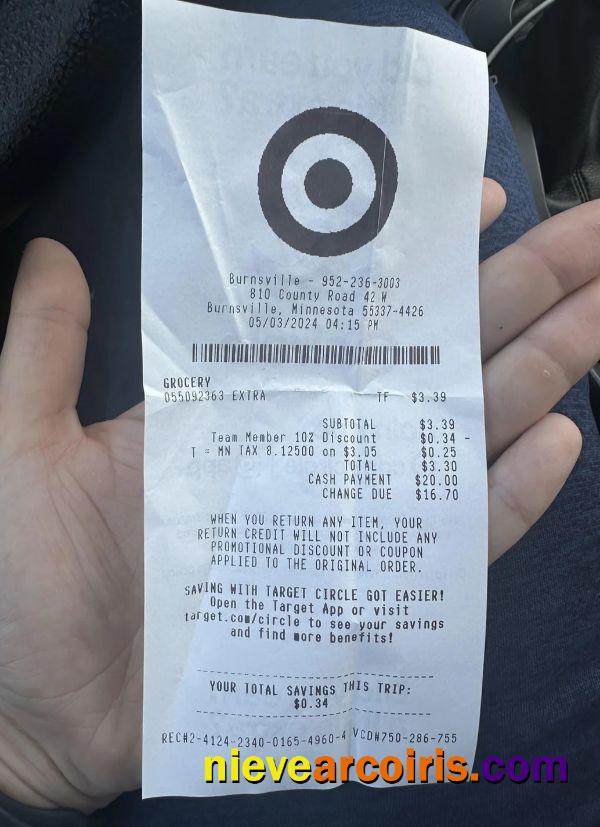 Burnsville - 952-236-3003
810 County Road 42 W
Burnsville, Minnesota 55337-4426
05/03/2024 04:15 PM
GROCERY
055092363 EXTRA TF $3.39
SUBTOTAL $3.39
Team Member 10% Discount $0.34 -
T = MN TAX 8.12500 on $3.05 $0.25
TOTAL $3.30
CASH PAYMENT $20.00
CHANGE DUE $16.70
WHEN YOU RETURN ANY ITEM, YOUR
RETURN CREDIT WILL NOT INCLUDE ANY
PROMOTIONAL DISCOUNT OR COUPON
APPLIED TO THE ORIGINAL ORDER.
SAVING WITH TARGET CIRCLE GOT EASIER!
Open the Target App or visit
target.com/circle to see your savings
and find more benefits!
YOUR TOTAL SAVINGS THIS TRIP:
$0.34
REC#2-4124-2340-0165-4960-4 VCD#750-286-755
nievearcoiris.com